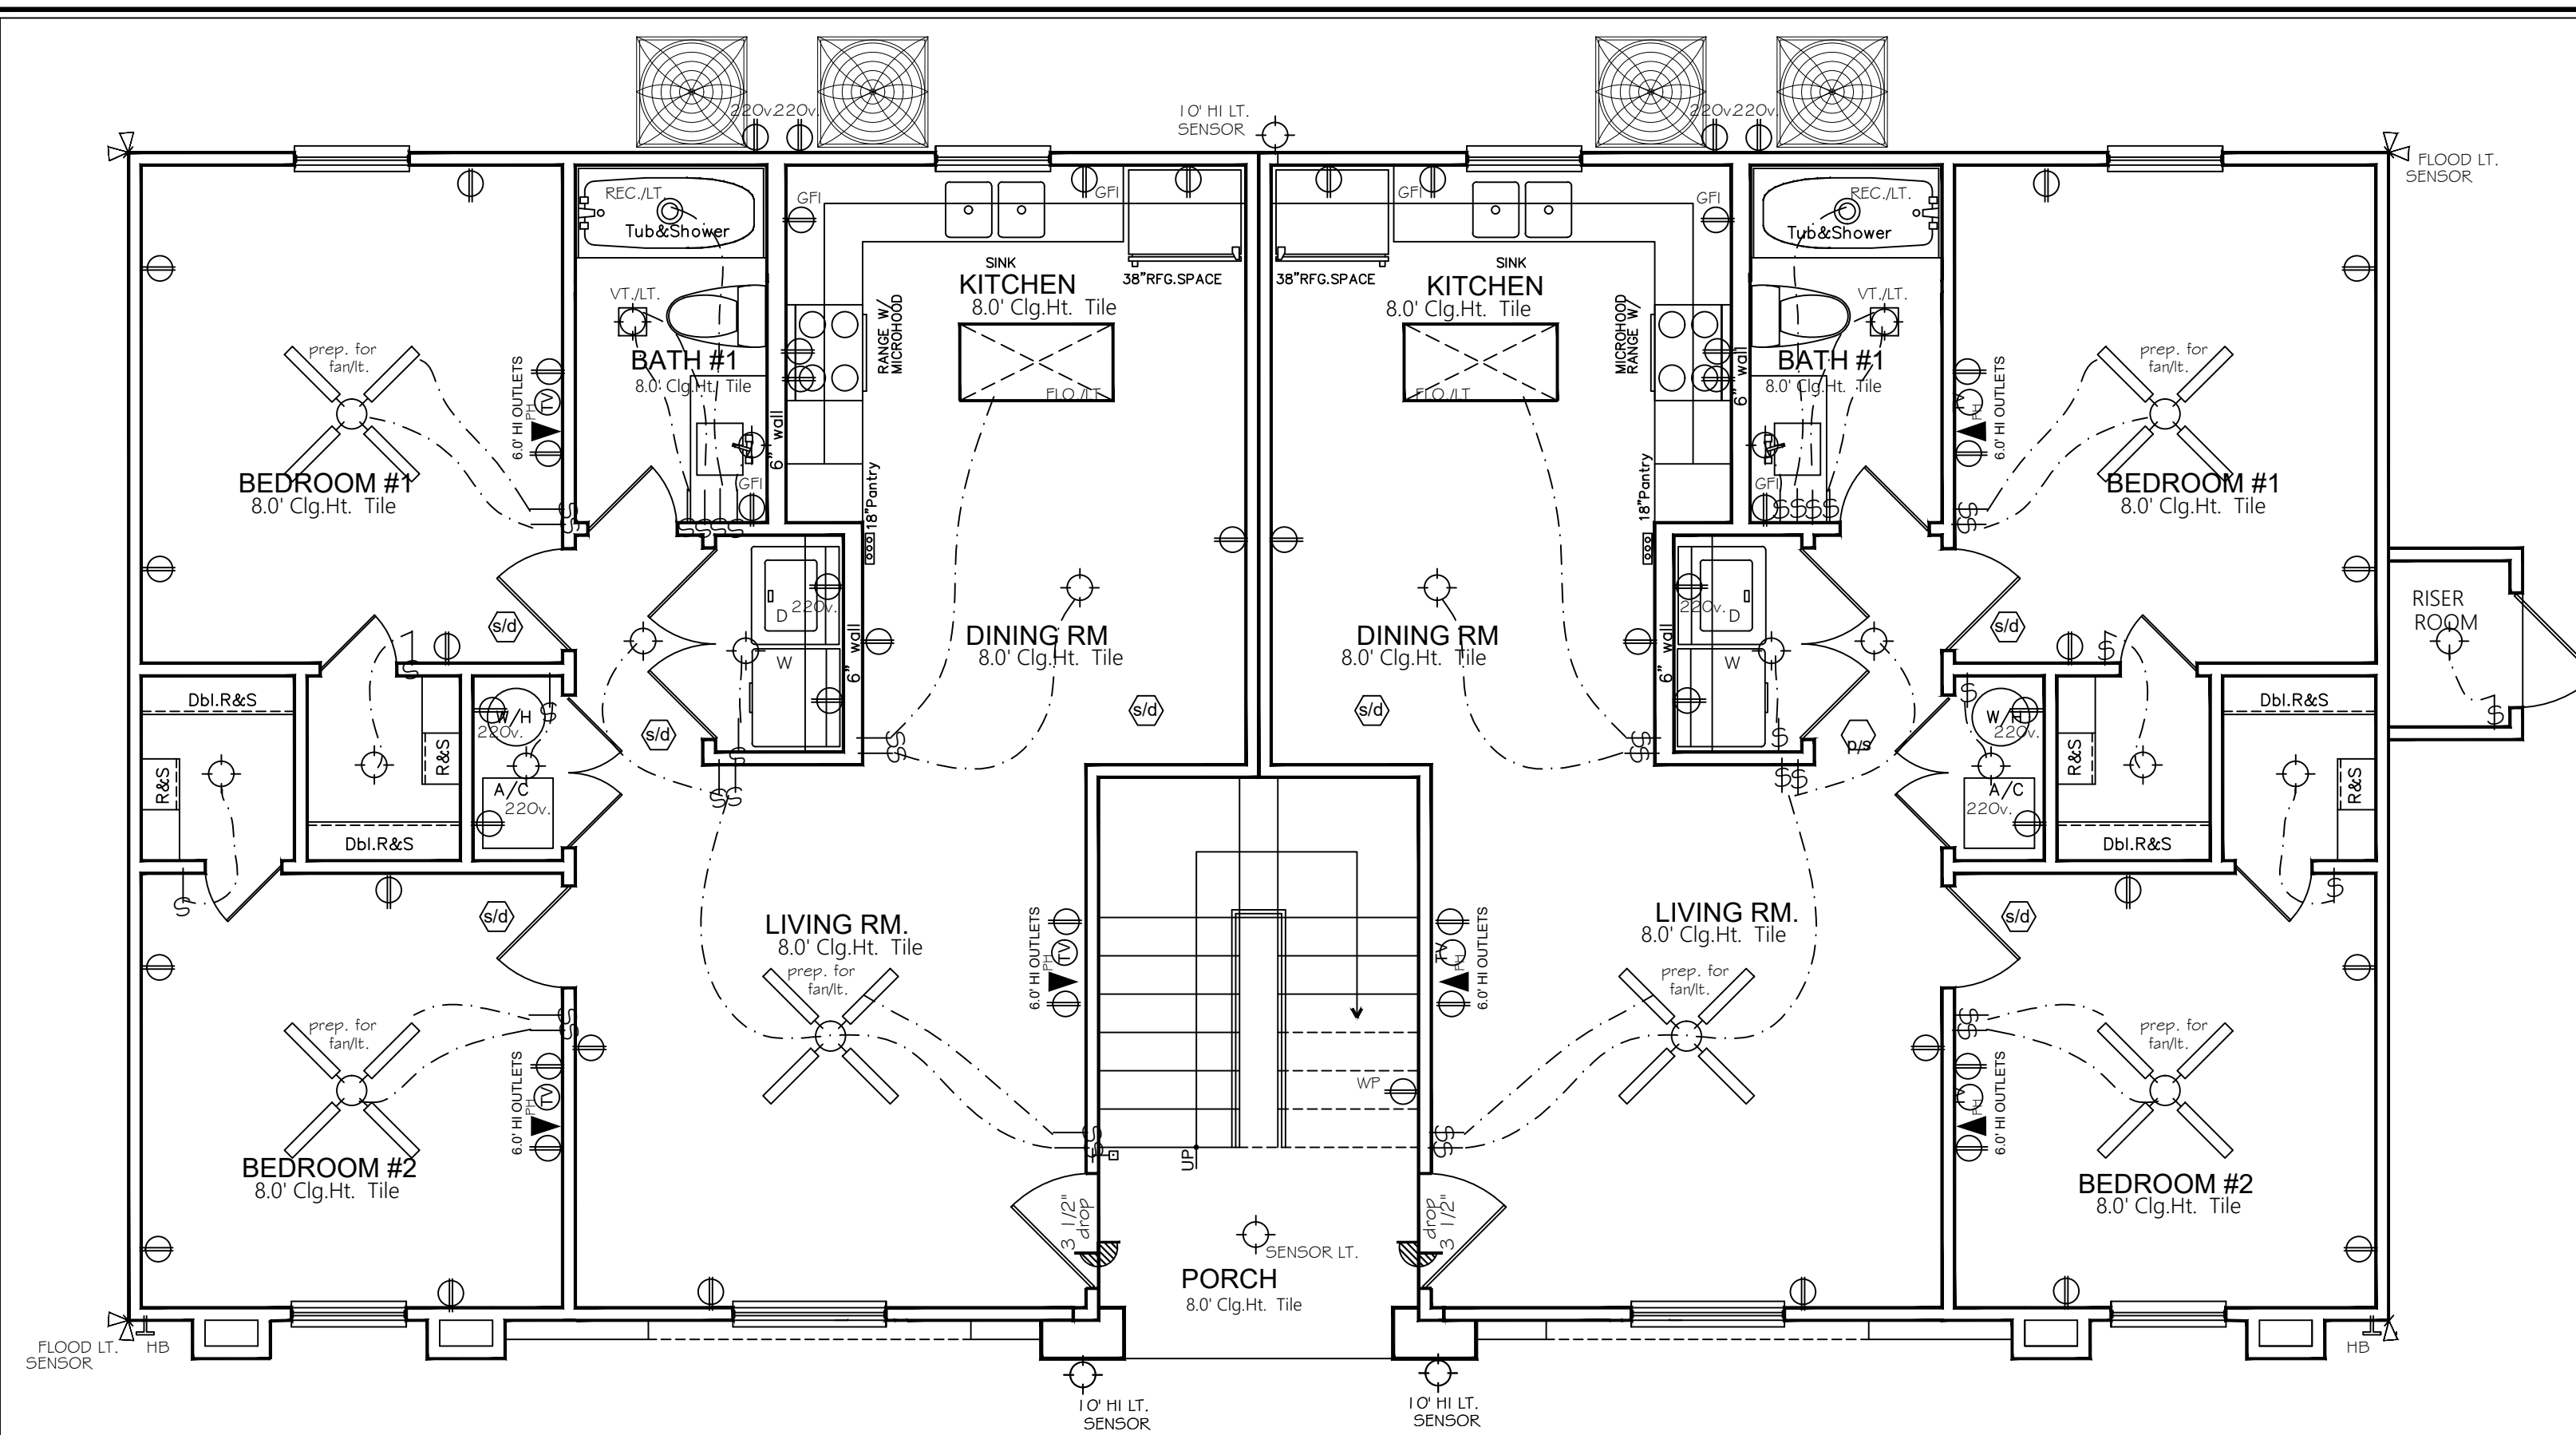 220v.
220v.
10' HI LT.
SENSOR
220v.
220v.
FLOOD LT.
SENSOR
REC./LT.
Tub&Shower
GFI
GFI
SINK
KITCHEN
8.0' Clg.Ht. Tile
38"RFG.SPACE
38"RFG.SPACE
GFI
SINK
KITCHEN
8.0' Clg.Ht. Tile
GFI
REC./LT.
Tub&Shower
VT./LT.
RANGE W/
MICROHOOD
FLO./LT.
FLO./LT.
MICROHOOD
RANGE W/
VT./LT.
prep. for
fan/lt.
6.0' HI OUTLETS
TV
PH
BATH #1
8.0' Clg.Ht. Tile
6" wall
6" wall
BATH #1
8.0' Clg.Ht. Tile
TV
PH
6.0' HI OUTLETS
prep. for
fan/lt.
BEDROOM #1
8.0' Clg.Ht. Tile
GFI
18"Pantry
18"Pantry
GFI
BEDROOM #1
8.0' Clg.Ht. Tile
S
S
S S S S
S S S S
S
S
s/d
D
220v.
W
6" wall
DINING RM
8.0' Clg.Ht. Tile
DINING RM
8.0' Clg.Ht. Tile
6" wall
220v.
D
W
s/d
RISER
ROOM
S
S
S
Dbl.R&S
R&S
R&S
Dbl.R&S
W/H
220v.
S
A/C
220v.
s/d
S
S S
S
S
s/d
s/d
S
S
S
S S
p/s
S
W/H
220v.
A/C
220v.
R&S
Dbl.R&S
Dbl.R&S
R&S
S
S
s/d
LIVING RM.
8.0' Clg.Ht. Tile
6.0' HI OUTLETS
TV
PH
TV
PH
6.0' HI OUTLETS
LIVING RM.
8.0' Clg.Ht. Tile
s/d
S
prep. for
fan/lt.
prep. for
fan/lt.
prep. for
fan/lt.
S
S
6.0' HI OUTLETS
TV
PH
WP
S
S
TV
PH
6.0' HI OUTLETS
prep. for
fan/lt.
BEDROOM #2
8.0' Clg.Ht. Tile
S
S
UP
S
S
BEDROOM #2
8.0' Clg.Ht. Tile
3 1/2"
drop
SENSOR LT.
drop
3 1/2"
PORCH
8.0' Clg.Ht. Tile
FLOOD LT.
SENSOR
HB
HB
10' HI LT.
SENSOR
10' HI LT.
SENSOR